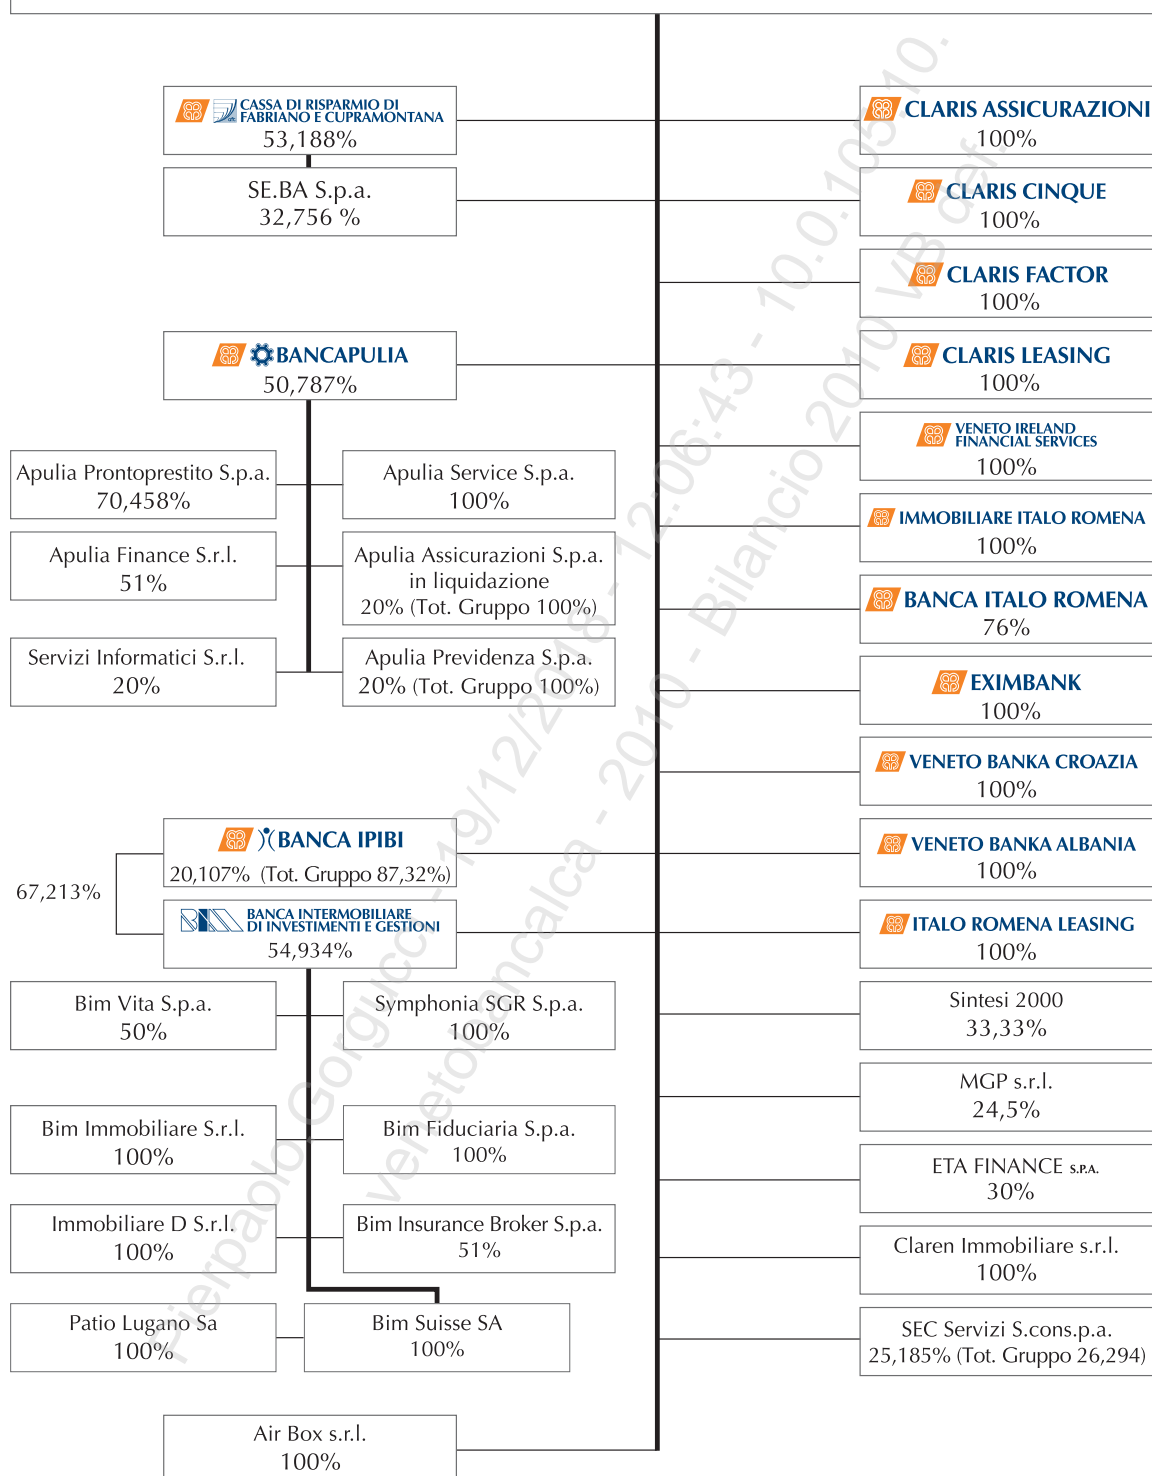 CASSA DI RISPARMIO DI
FABRIANO E CUPRAMONTANA
53,188%
SE.BA S.p.a.
32,756 %
BANCAPULIA
50,787%
Apulia Prontoprestito S.p.a.
70,458%
Apulia Service S.p.a.
100%
Apulia Finance S.r.l.
51%
Apulia Assicurazioni S.p.a.
in liquidazione
20% (Tot. Gruppo 100%)
Servizi Informatici S.r.l.
20%
Apulia Previdenza S.p.a.
20% (Tot. Gruppo 100%)
BANCA IPIBI
20,107% (Tot. Gruppo 87,32%)
67,213%
BIM BANCA INTERMOBILIARE
DI INVESTIMENTI E GESTIONI
54,934%
Bim Vita S.p.a.
50%
Symphonia SGR S.p.a.
100%
Bim Immobiliare S.r.l.
100%
Bim Fiduciaria S.p.a.
100%
Immobiliare D S.r.l.
100%
Bim Insurance Broker S.p.a.
51%
Patio Lugano Sa
100%
Bim Suisse SA
100%
Air Box s.r.l.
100%
CLARIS ASSICURAZIONI
100%
CLARIS CINQUE
100%
CLARIS FACTOR
100%
CLARIS LEASING
100%
VENETO IRELAND
FINANCIAL SERVICES
100%
IMMOBILIARE ITALO ROMENA
100%
BANCA ITALO ROMENA
76%
EXIMBANK
100%
VENETO BANKA CROAZIA
100%
VENETO BANKA ALBANIA
100%
ITALO ROMENA LEASING
100%
Sintesi 2000
33,33%
MGP s.r.l.
24,5%
ETA FINANCE S.P.A.
30%
Claren Immobiliare s.r.l.
100%
SEC Servizi S.cons.p.a.
25,185% (Tot. Gruppo 26,294)
Pierpaolo Gorgucci - 19/12/2018 - 12:06:43 - 10.0.105.10.
venetobancalca - 2010 - Bilancio 2010 VB def.